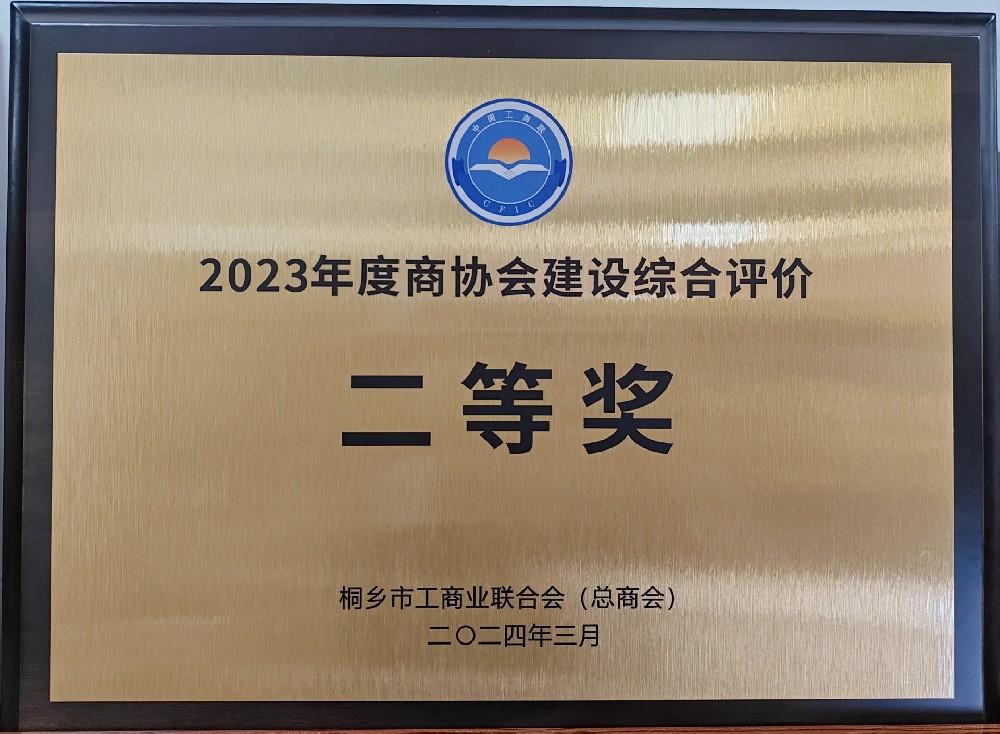 中国工商联
CFIC
2023年度商协会建设综合评价
二等奖
桐乡市工商业联合会（总商会）
二〇二四年三月